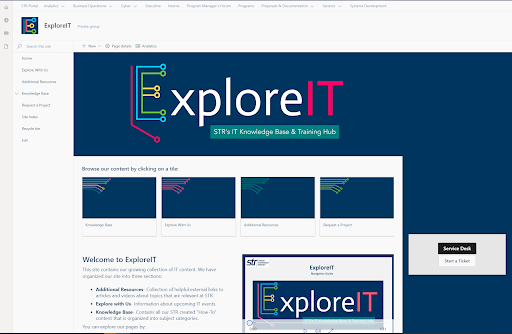 STR Portal Analytics Business Operations Cyber Executive Intents Program Manager's Forum Programs Proposals & Documentation Sensors Systems Development
ExploreIT Private group
Search this site
+ New Page details Analytics
Home
Explore With Us
Additional Resources
Knowledge Base
Request a Project
Site Index
Recycle bin
Edit
ExploreIT
STR's IT Knowledge Base & Training Hub
Browse our content by clicking on a tile:
Knowledge Base
Explore With Us
Additional Resources
Request a Project
Service Desk
Start a Ticket
Welcome to ExploreIT
This site contains our growing collection of IT content. We have
organized our site into three sections:
Additional Resources- Collection of helpful external links to
articles and videos about topics that are relevant at STR.
Explore with Us- Information about upcoming IT events.
Knowledge Base- Contains all our STR created "How-To"
content that is organized into subject categories.
You can explore our pages by:
str
ExploreIT
Navigation Guide
ExploreIT